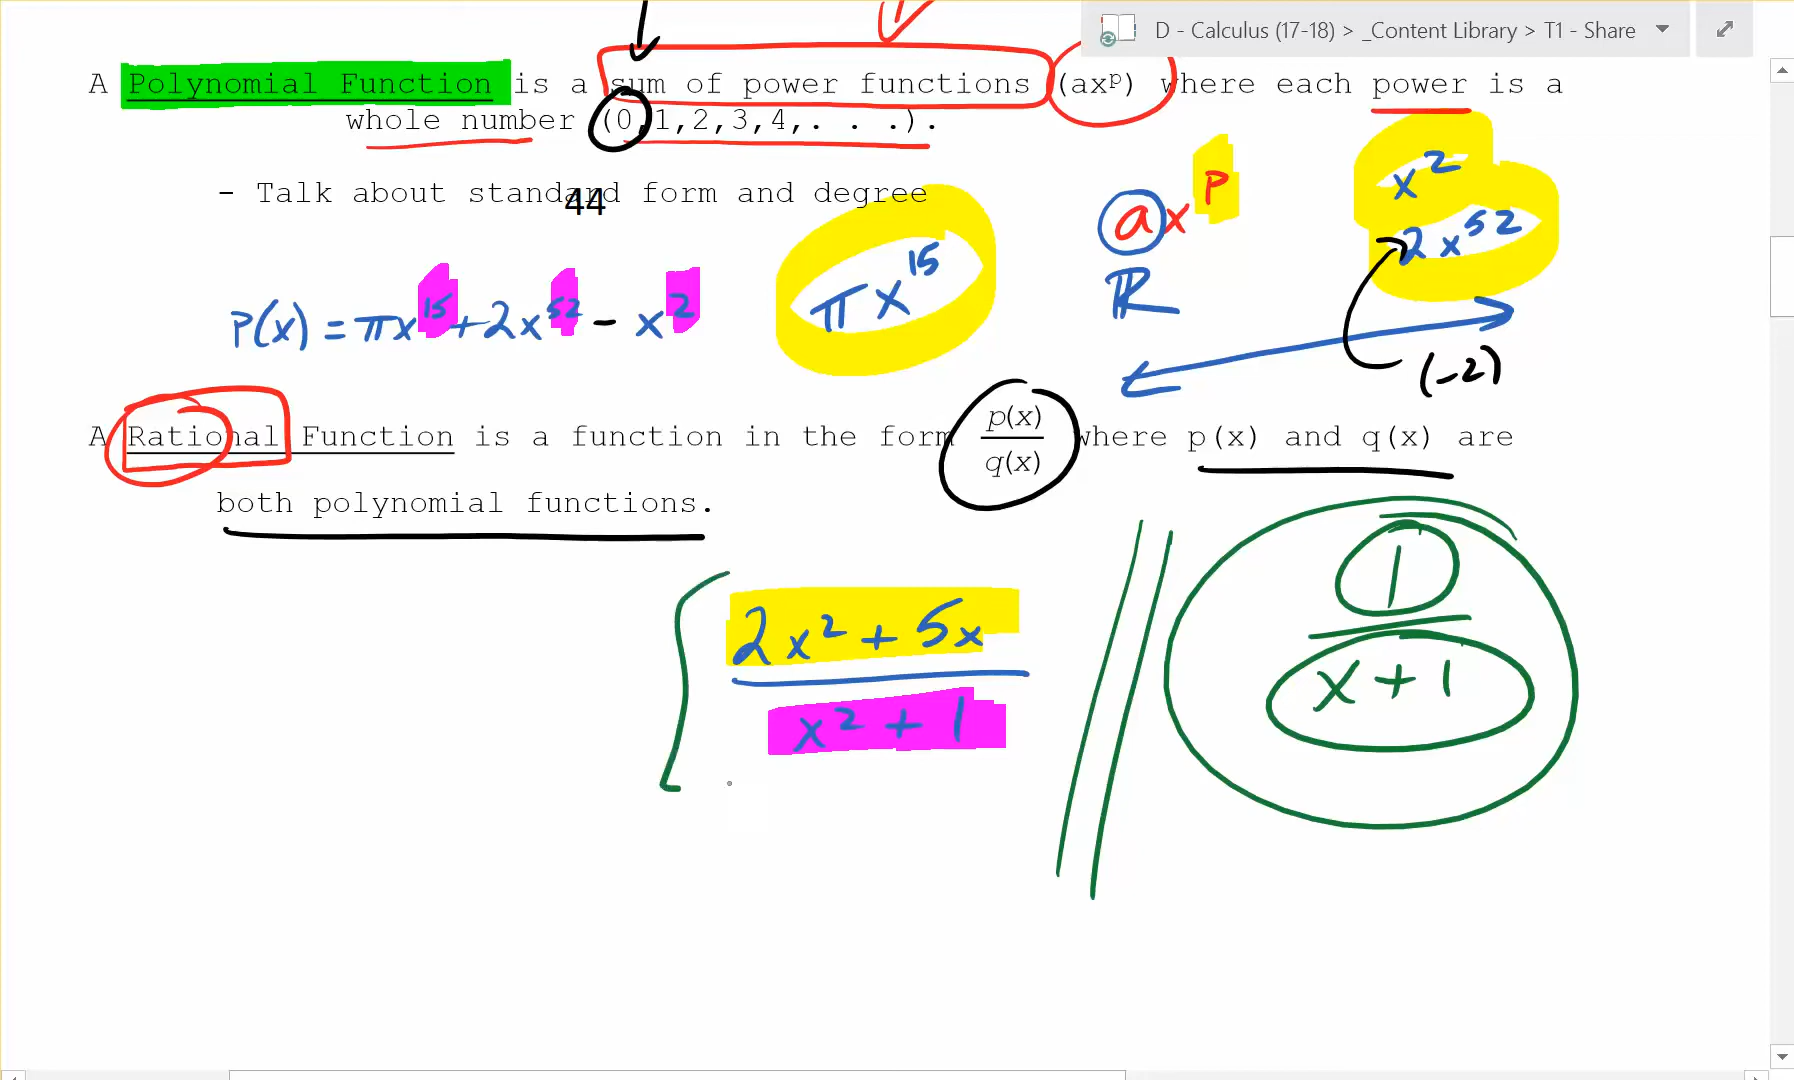 D - Calculus (17-18) > _Content Library > T1 - Share
A Polynomial Function is a sum of power functions (axᵖ) where each power is a
whole number (0,1,2,3,4,. . .).
- Talk about standard form and degree
44
axᴾ
ℝ
x²
2x⁵²
(-2)
πx¹⁵
P(x) = πx¹⁵ + 2x⁵² - x²
A Rational Function is a function in the form p(x)/q(x) where p(x) and q(x) are
both polynomial functions.
2x² + 5x
x² + 1
1
x + 1